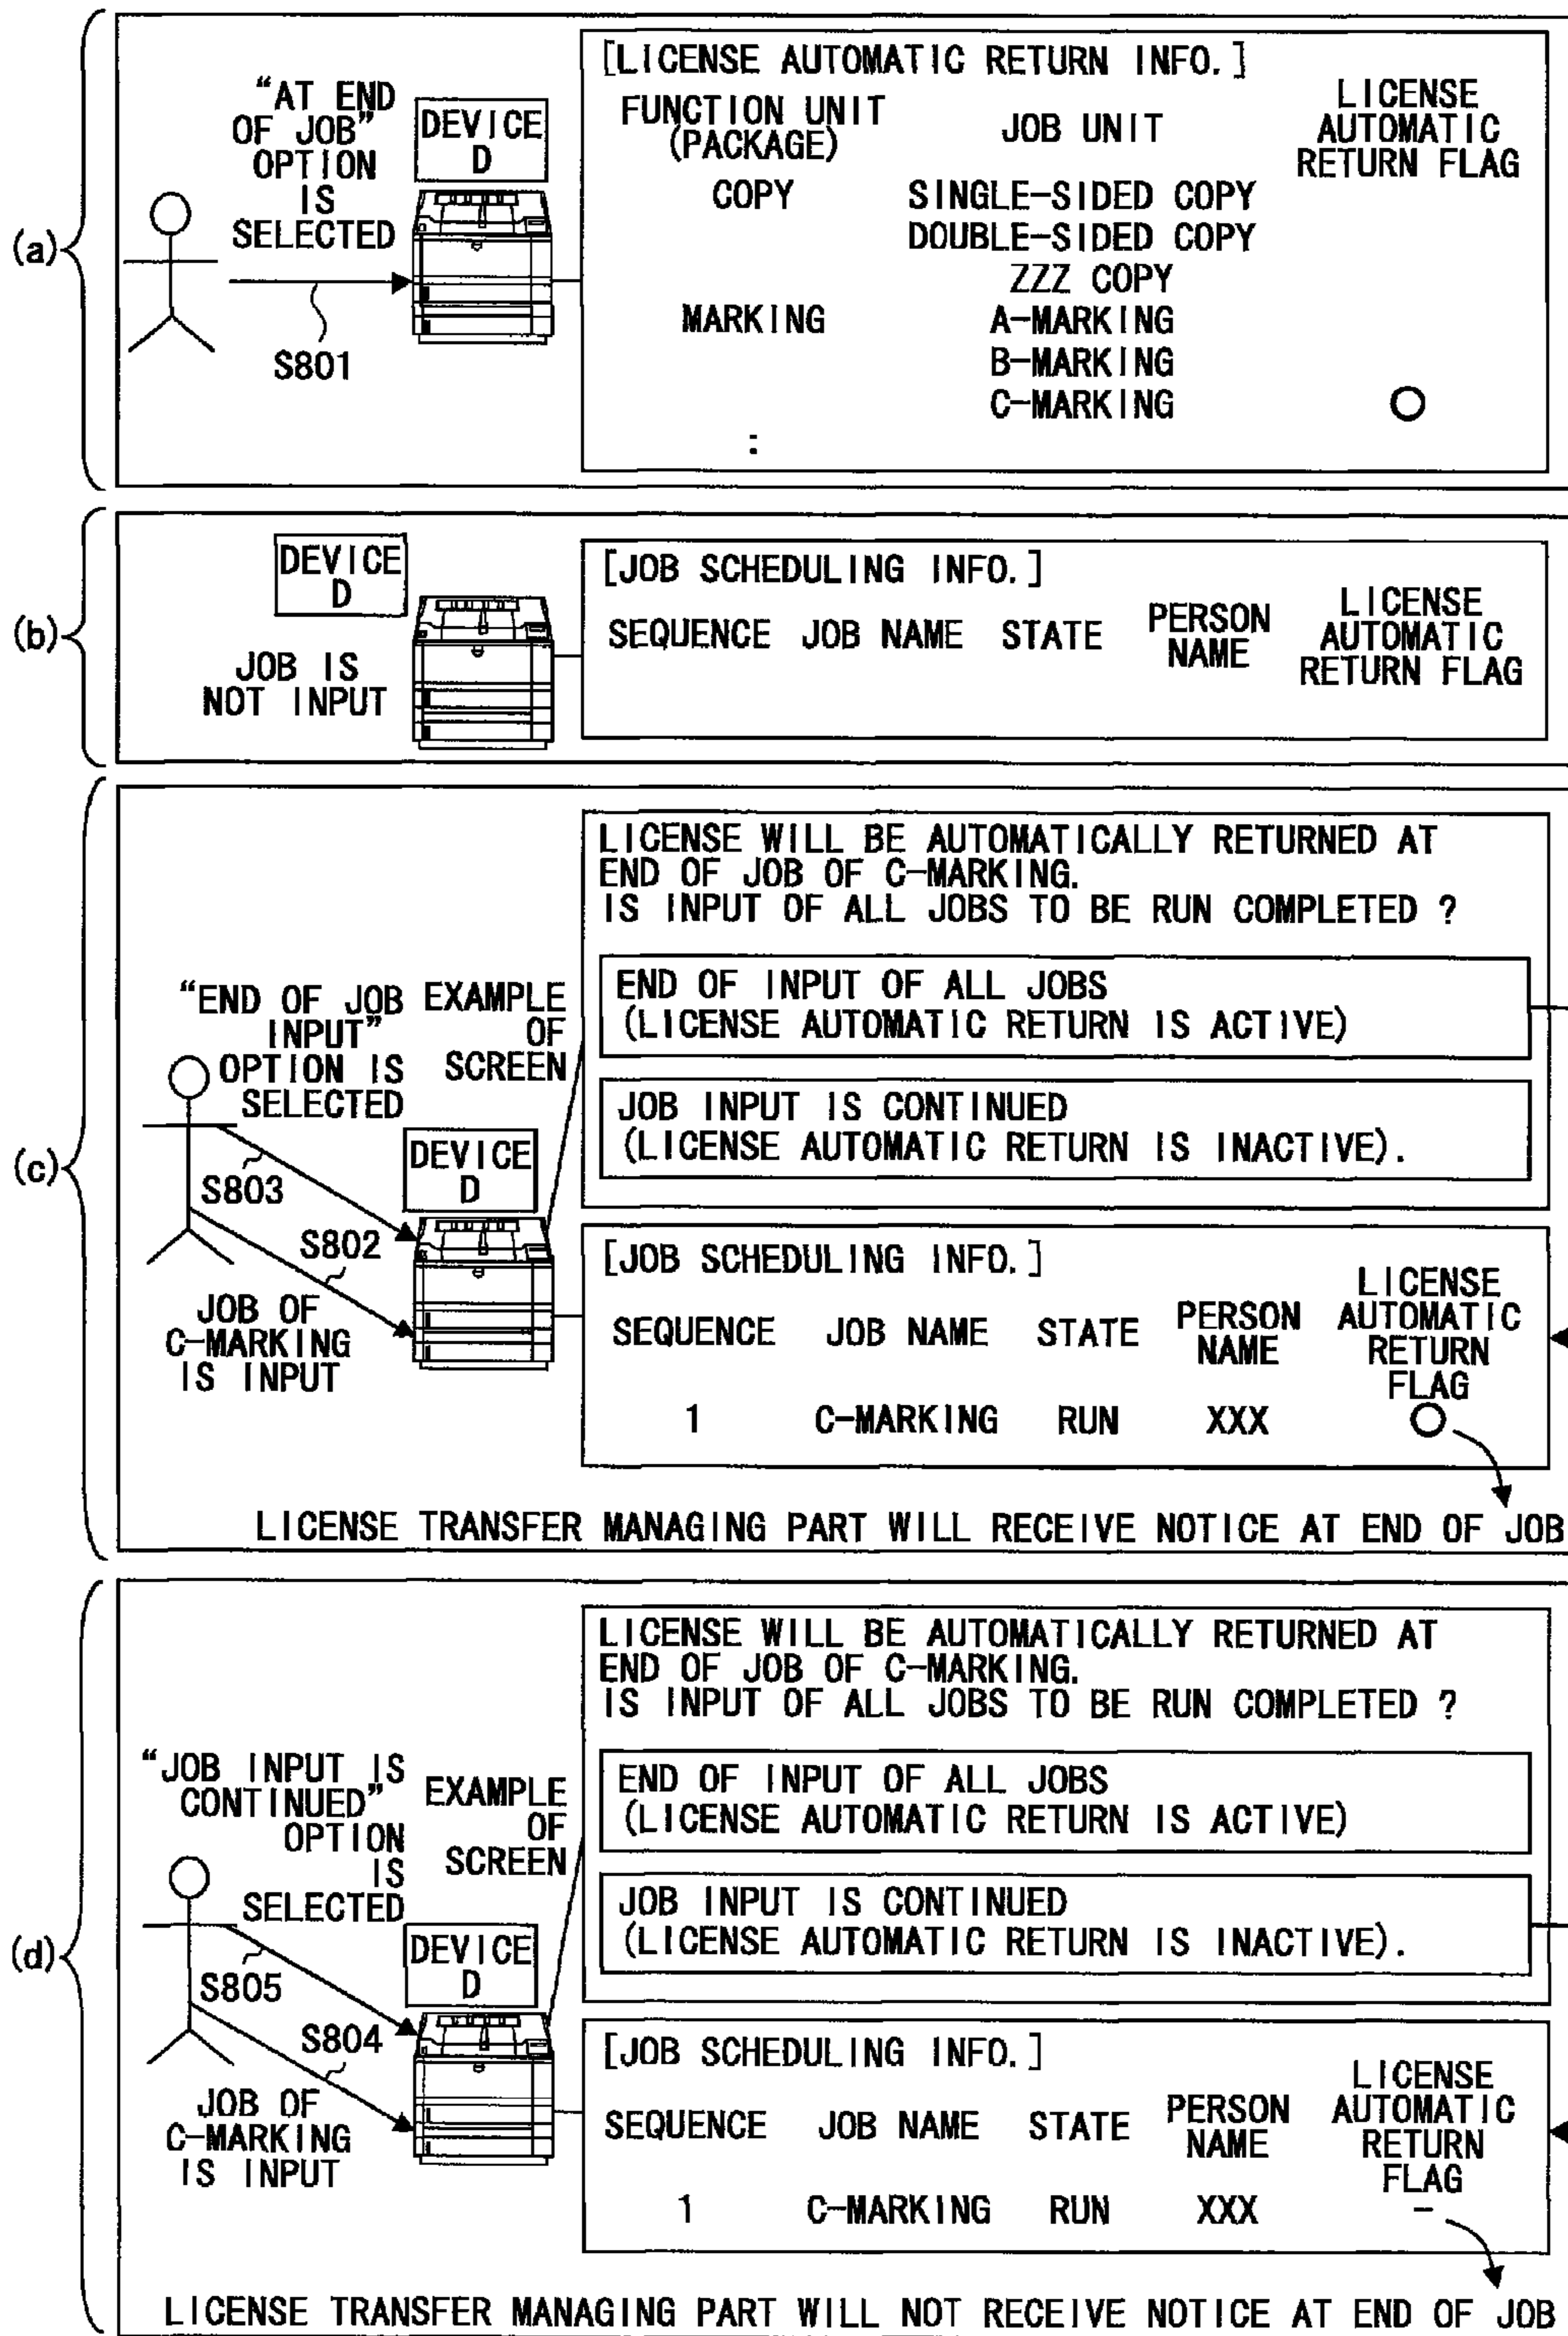 (a)
“AT END
OF JOB”
OPTION
IS
SELECTED
DEVICE
D
S801
[LICENSE AUTOMATIC RETURN INFO.]
FUNCTION UNIT
(PACKAGE)
JOB UNIT
LICENSE
AUTOMATIC
RETURN FLAG
COPY SINGLE-SIDED COPY
DOUBLE-SIDED COPY
ZZZ COPY
MARKING A-MARKING
B-MARKING
C-MARKING ○
:
(b)
DEVICE
D
JOB IS
NOT INPUT
[JOB SCHEDULING INFO.]
SEQUENCE JOB NAME STATE
PERSON
NAME
LICENSE
AUTOMATIC
RETURN FLAG
(c)
“END OF JOB
INPUT”
OPTION IS
SELECTED
EXAMPLE
OF
SCREEN
DEVICE
D
S803
S802
JOB OF
C-MARKING
IS INPUT
LICENSE WILL BE AUTOMATICALLY RETURNED AT
END OF JOB OF C-MARKING.
IS INPUT OF ALL JOBS TO BE RUN COMPLETED ?
END OF INPUT OF ALL JOBS
(LICENSE AUTOMATIC RETURN IS ACTIVE)
JOB INPUT IS CONTINUED
(LICENSE AUTOMATIC RETURN IS INACTIVE).
[JOB SCHEDULING INFO.]
SEQUENCE JOB NAME STATE
PERSON
NAME
LICENSE
AUTOMATIC
RETURN
FLAG
1 C-MARKING RUN XXX ○
LICENSE TRANSFER MANAGING PART WILL RECEIVE NOTICE AT END OF JOB
(d)
“JOB INPUT IS
CONTINUED”
OPTION
IS
SELECTED
EXAMPLE
OF
SCREEN
DEVICE
D
S805
S804
JOB OF
C-MARKING
IS INPUT
LICENSE WILL BE AUTOMATICALLY RETURNED AT
END OF JOB OF C-MARKING.
IS INPUT OF ALL JOBS TO BE RUN COMPLETED ?
END OF INPUT OF ALL JOBS
(LICENSE AUTOMATIC RETURN IS ACTIVE)
JOB INPUT IS CONTINUED
(LICENSE AUTOMATIC RETURN IS INACTIVE).
[JOB SCHEDULING INFO.]
SEQUENCE JOB NAME STATE
PERSON
NAME
LICENSE
AUTOMATIC
RETURN
FLAG
1 C-MARKING RUN XXX -
LICENSE TRANSFER MANAGING PART WILL NOT RECEIVE NOTICE AT END OF JOB